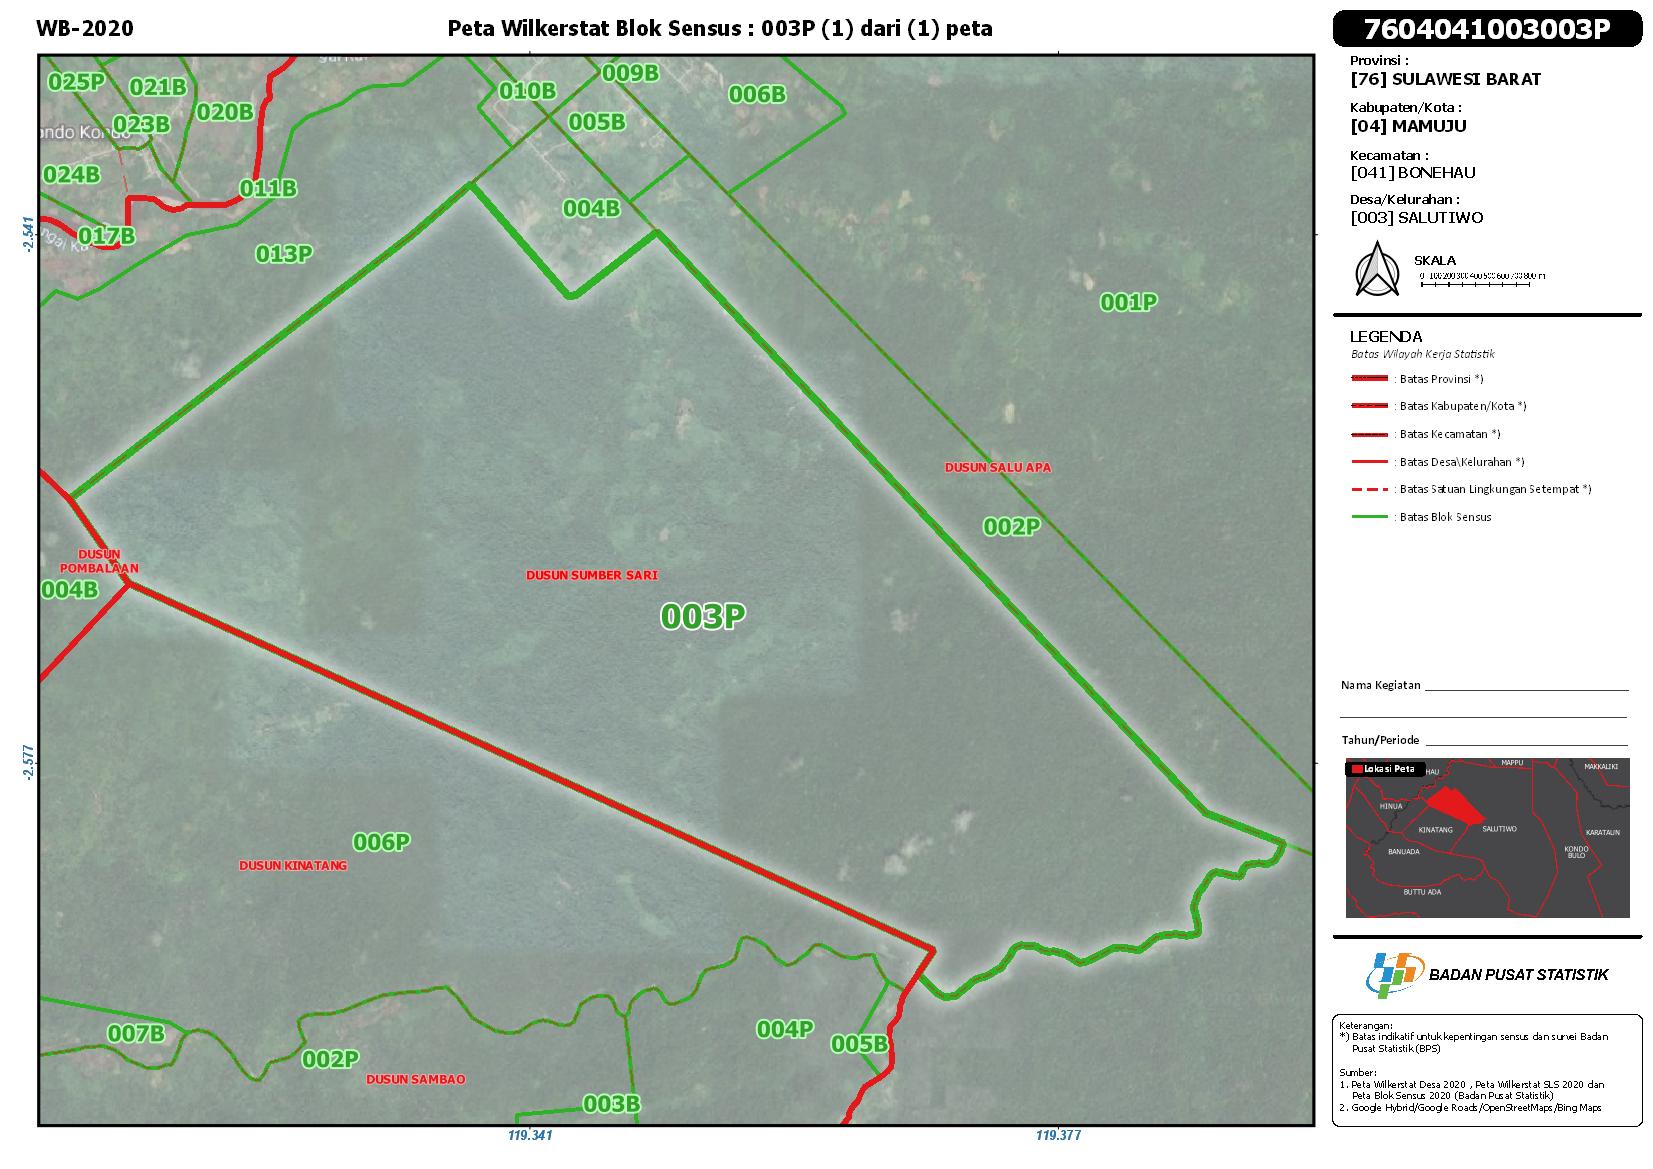 WB-2020
Peta Wilkerstat Blok Sensus : 003P (1) dari (1) peta
7604041003003P
Provinsi :
[76] SULAWESI BARAT
Kabupaten/Kota :
[04] MAMUJU
Kecamatan :
[041] BONEHAU
Desa/Kelurahan :
[003] SALUTIWO
SKALA
LEGENDA
Batas Wilayah Kerja Statistik
: Batas Provinsi *)
: Batas Kabupaten/Kota *)
: Batas Kecamatan *)
: Batas Desa\Kelurahan *)
: Batas Satuan Lingkungan Setempat *)
: Batas Blok Sensus
Nama Kegiatan
Tahun/Periode
Lokasi Peta
HAU
MAPPU
MAKKALIKI
HINUA
KINATANG
SALUTIWO
KARATAUN
BANUADA
KONDO
BULO
BUTTU ADA
BADAN PUSAT STATISTIK
Keterangan:
*) Batas indikatif untuk kepentingan sensus dan survei Badan
Pusat Statistik (BPS)
Sumber:
1. Peta Wilkerstat Desa 2020 , Peta Wilkerstat SLS 2020 dan
Peta Blok Sensus 2020 (Badan Pusat Statistik)
2. Google Hybrid/Google Roads/OpenStreetMaps/Bing Maps
025P
021B
020B
023B
ondo Kondo
024B
011B
017B
013P
010B
009B
005B
006B
004B
001P
DUSUN SALU APA
002P
DUSUN
POMBALAAN
004B
DUSUN SUMBER SARI
003P
006P
DUSUN KINATANG
007B
002P
DUSUN SAMBAO
004P
005B
003B
-2.541
-2.577
119.341
119.377